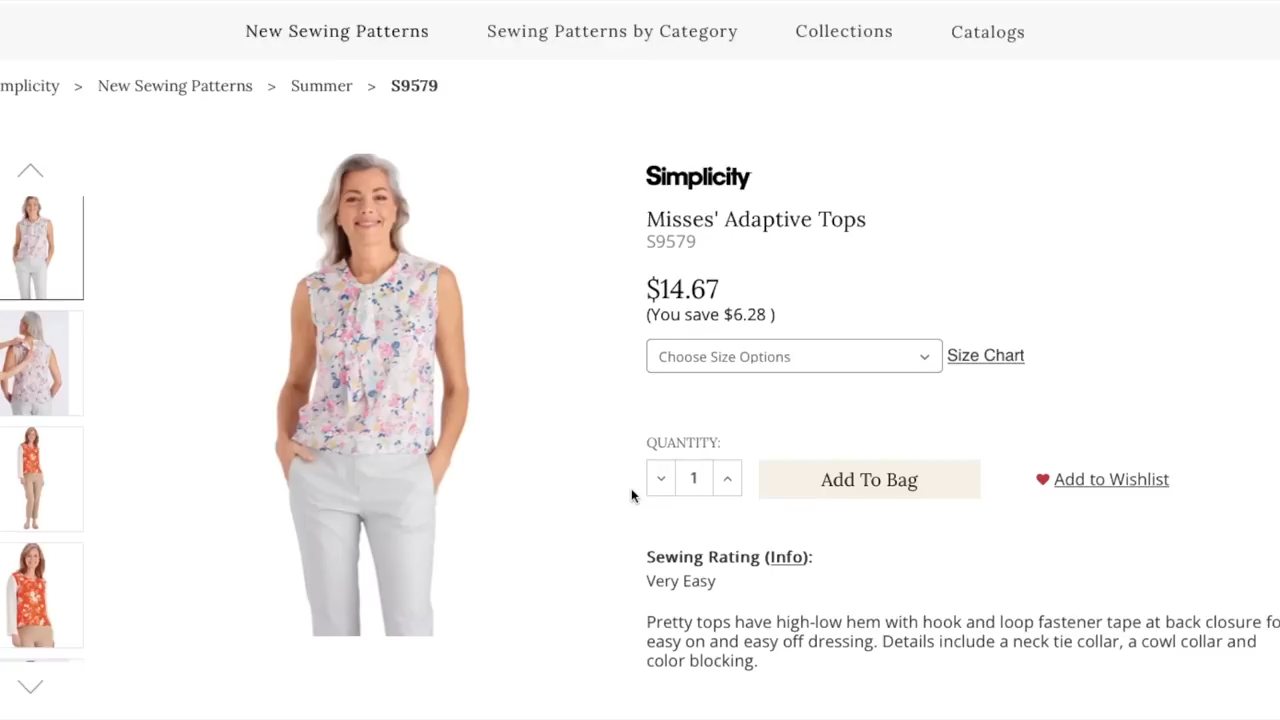 New Sewing Patterns Sewing Patterns by Category Collections Catalogs
mplicity > New Sewing Patterns > Summer > S9579
Simplicity
Misses' Adaptive Tops
S9579
$14.67
(You save $6.28 )
Choose Size Options Size Chart
QUANTITY:
1 Add To Bag Add to Wishlist
Sewing Rating (Info):
Very Easy
Pretty tops have high-low hem with hook and loop fastener tape at back closure fo
easy on and easy off dressing. Details include a neck tie collar, a cowl collar and
color blocking.